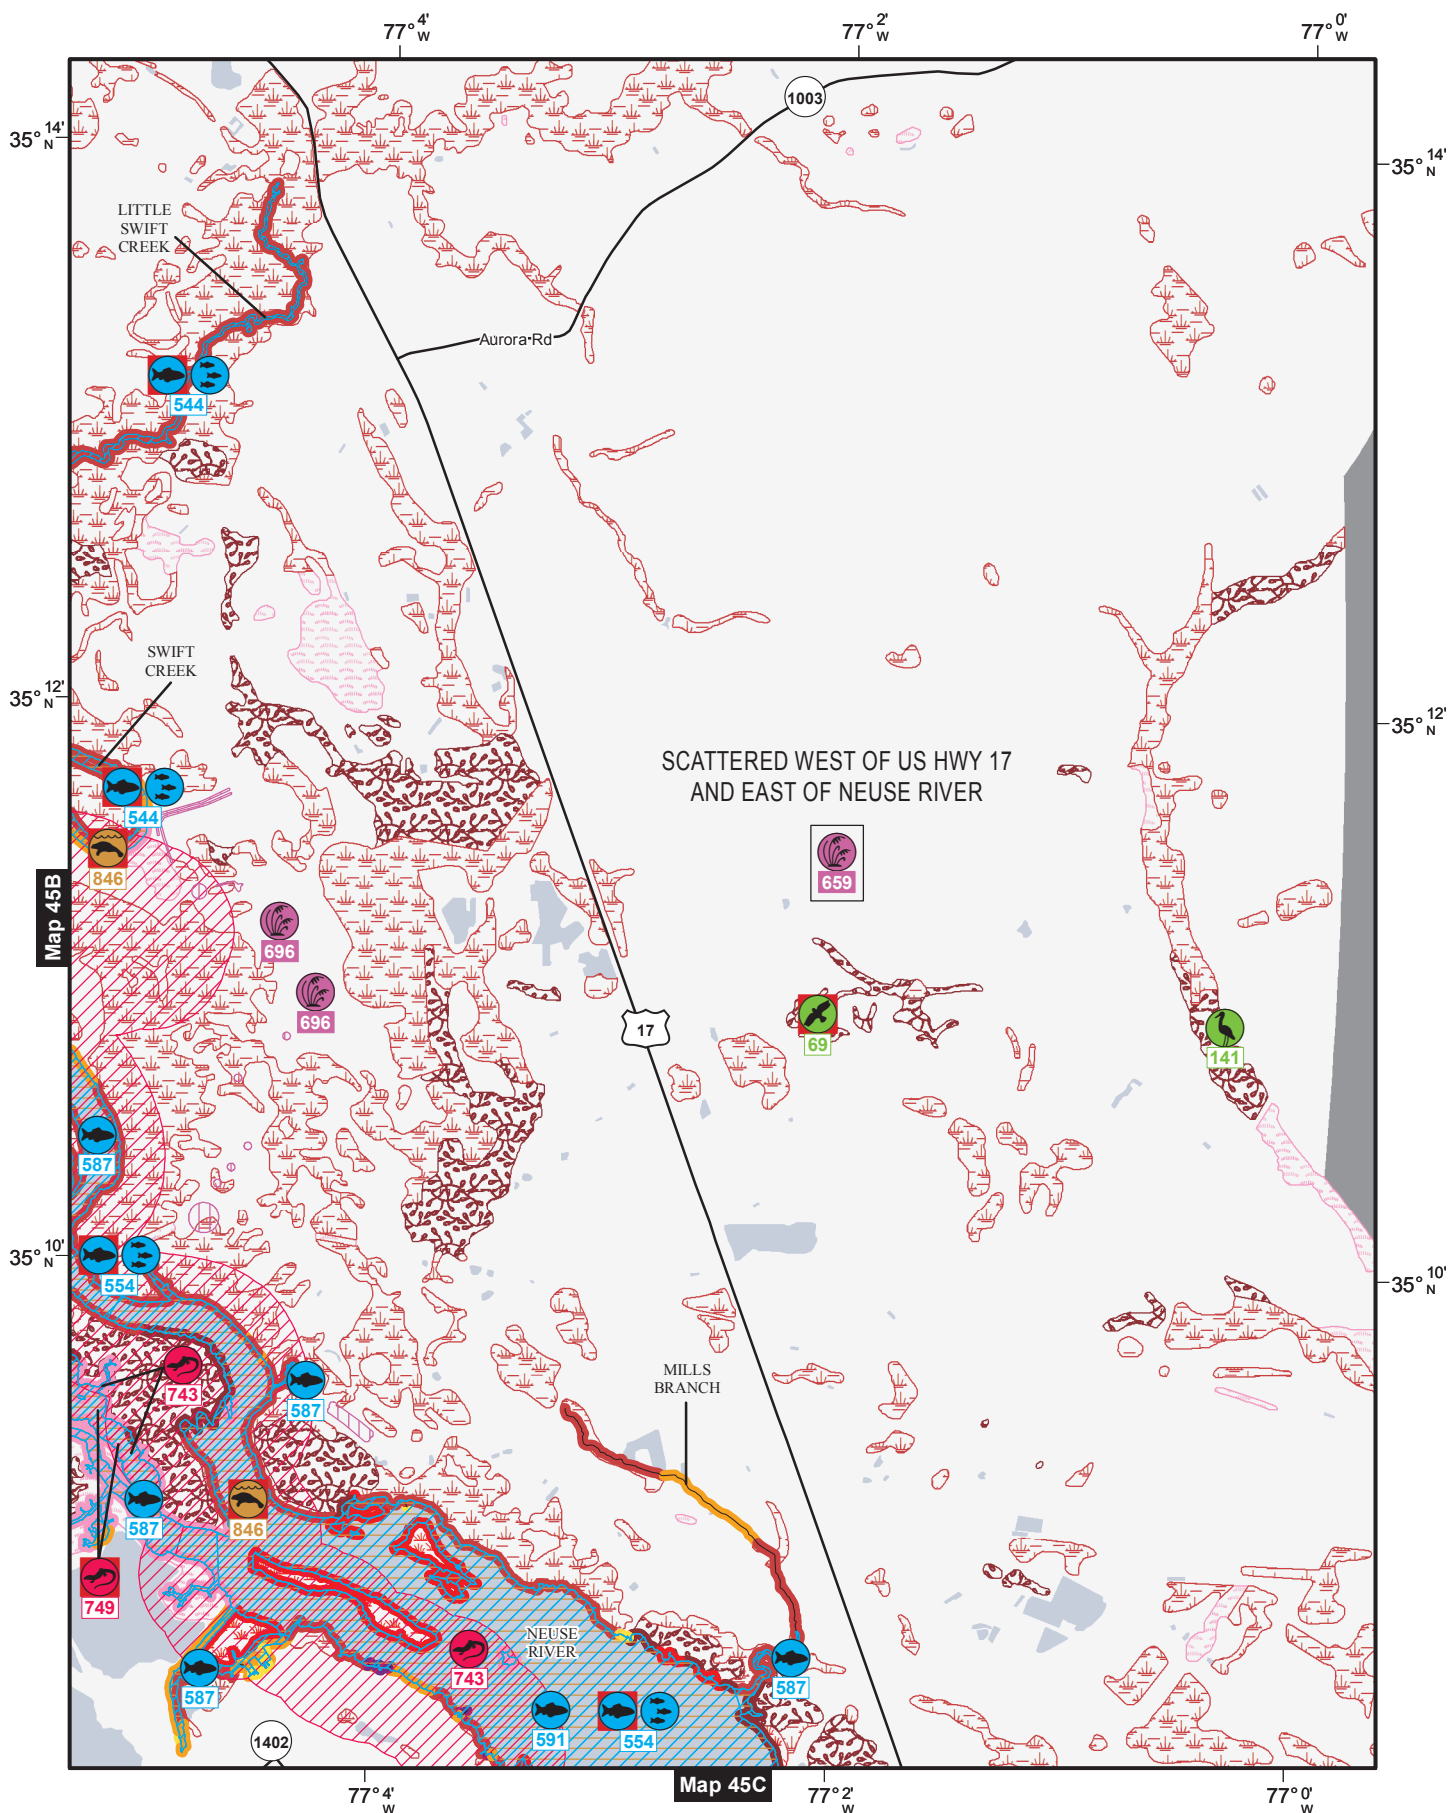 77°4'W
77°2'W
77°0'W
1003
35°14'N
35°14'N
LITTLE
SWIFT
CREEK
Aurora Rd
544
SWIFT
CREEK
35°12'N
35°12'N
SCATTERED WEST OF US HWY 17
AND EAST OF NEUSE RIVER
544
846
659
Map 45B
696
696
17
69
141
587
35°10'N
35°10'N
554
743
587
MILLS
BRANCH
587
846
749
NEUSE
RIVER
743
587
587
591
554
1402
Map 45C
77°4'W
77°2'W
77°0'W